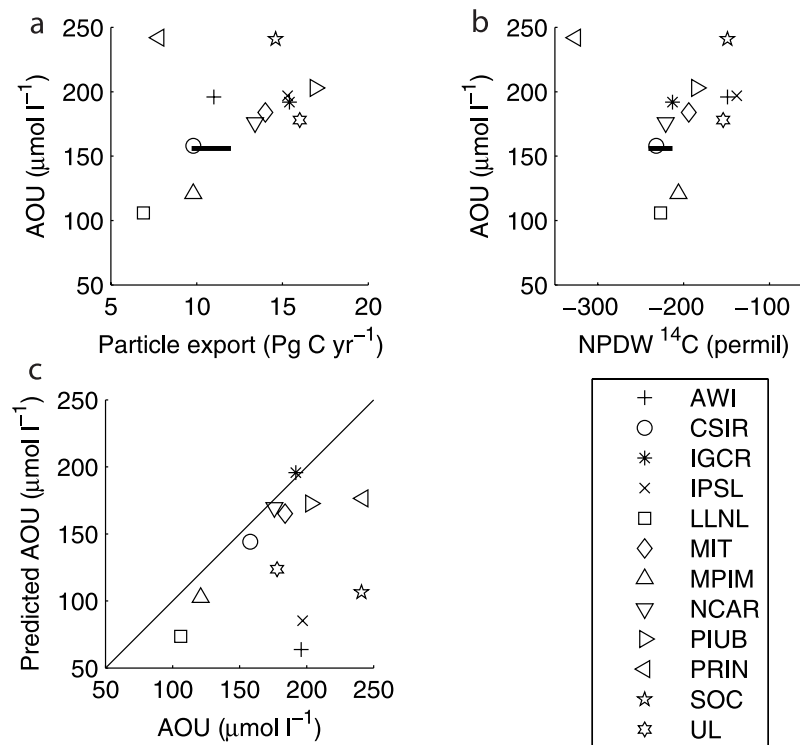 a
250
200
150
100
50
AOU (μmol l⁻¹)
5 10 15 20
Particle export (Pg C yr⁻¹)
b
250
200
150
100
50
AOU (μmol l⁻¹)
−300 −200 −100
NPDW ¹⁴C (permil)
c
250
200
150
100
50
Predicted AOU (μmol l⁻¹)
50 100 150 200 250
AOU (μmol l⁻¹)
AWI
CSIR
IGCR
IPSL
LLNL
MIT
MPIM
NCAR
PIUB
PRIN
SOC
UL